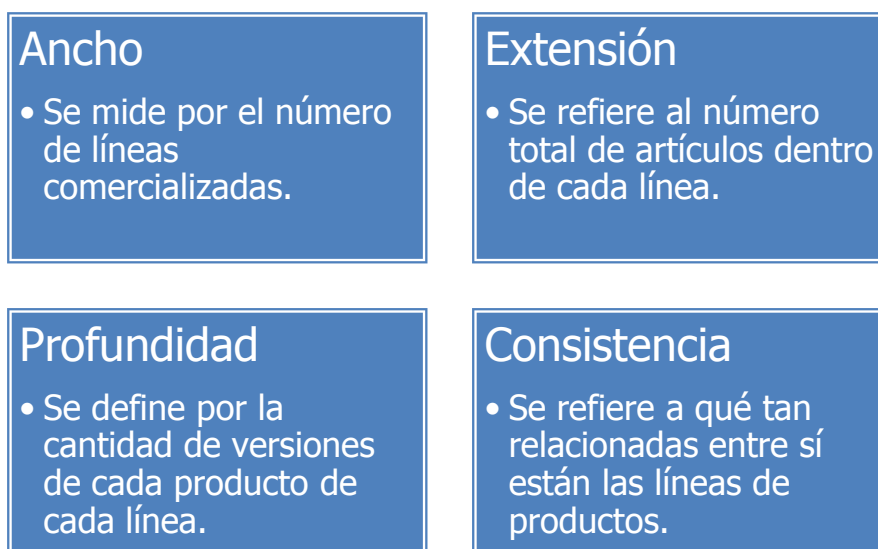 Ancho
• Se mide por el número
de líneas
comercializadas.
Extensión
• Se refiere al número
total de artículos dentro
de cada línea.
Profundidad
• Se define por la
cantidad de versiones
de cada producto de
cada línea.
Consistencia
• Se refiere a qué tan
relacionadas entre sí
están las líneas de
productos.